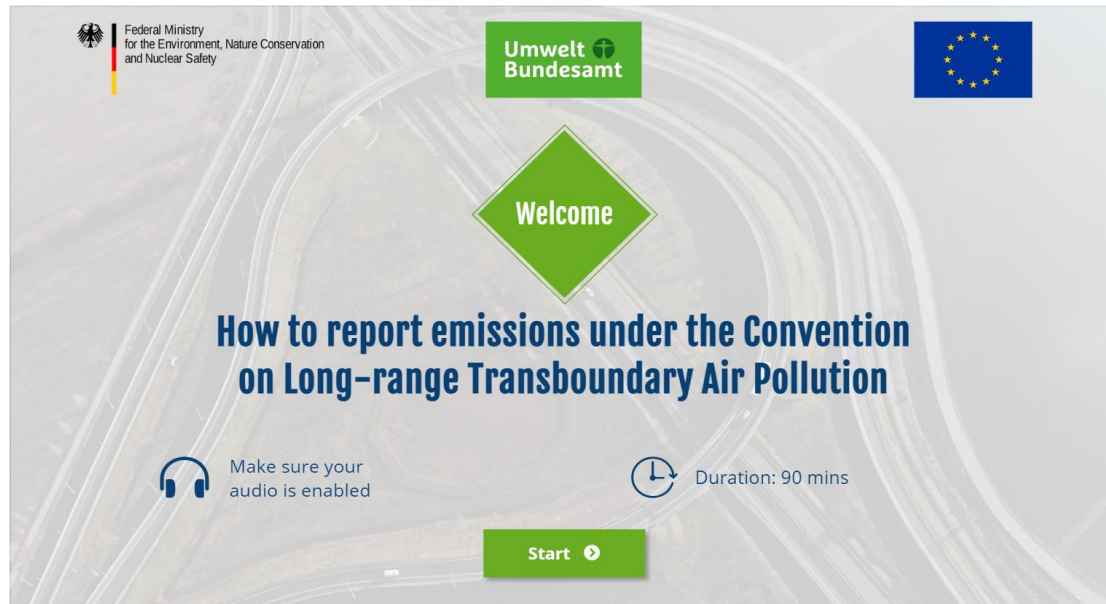 Federal Ministry
for the Environment, Nature Conservation
and Nuclear Safety
Umwelt
Bundesamt
Welcome
How to report emissions under the Convention
on Long-range Transboundary Air Pollution
Make sure your
audio is enabled
Duration: 90 mins
Start